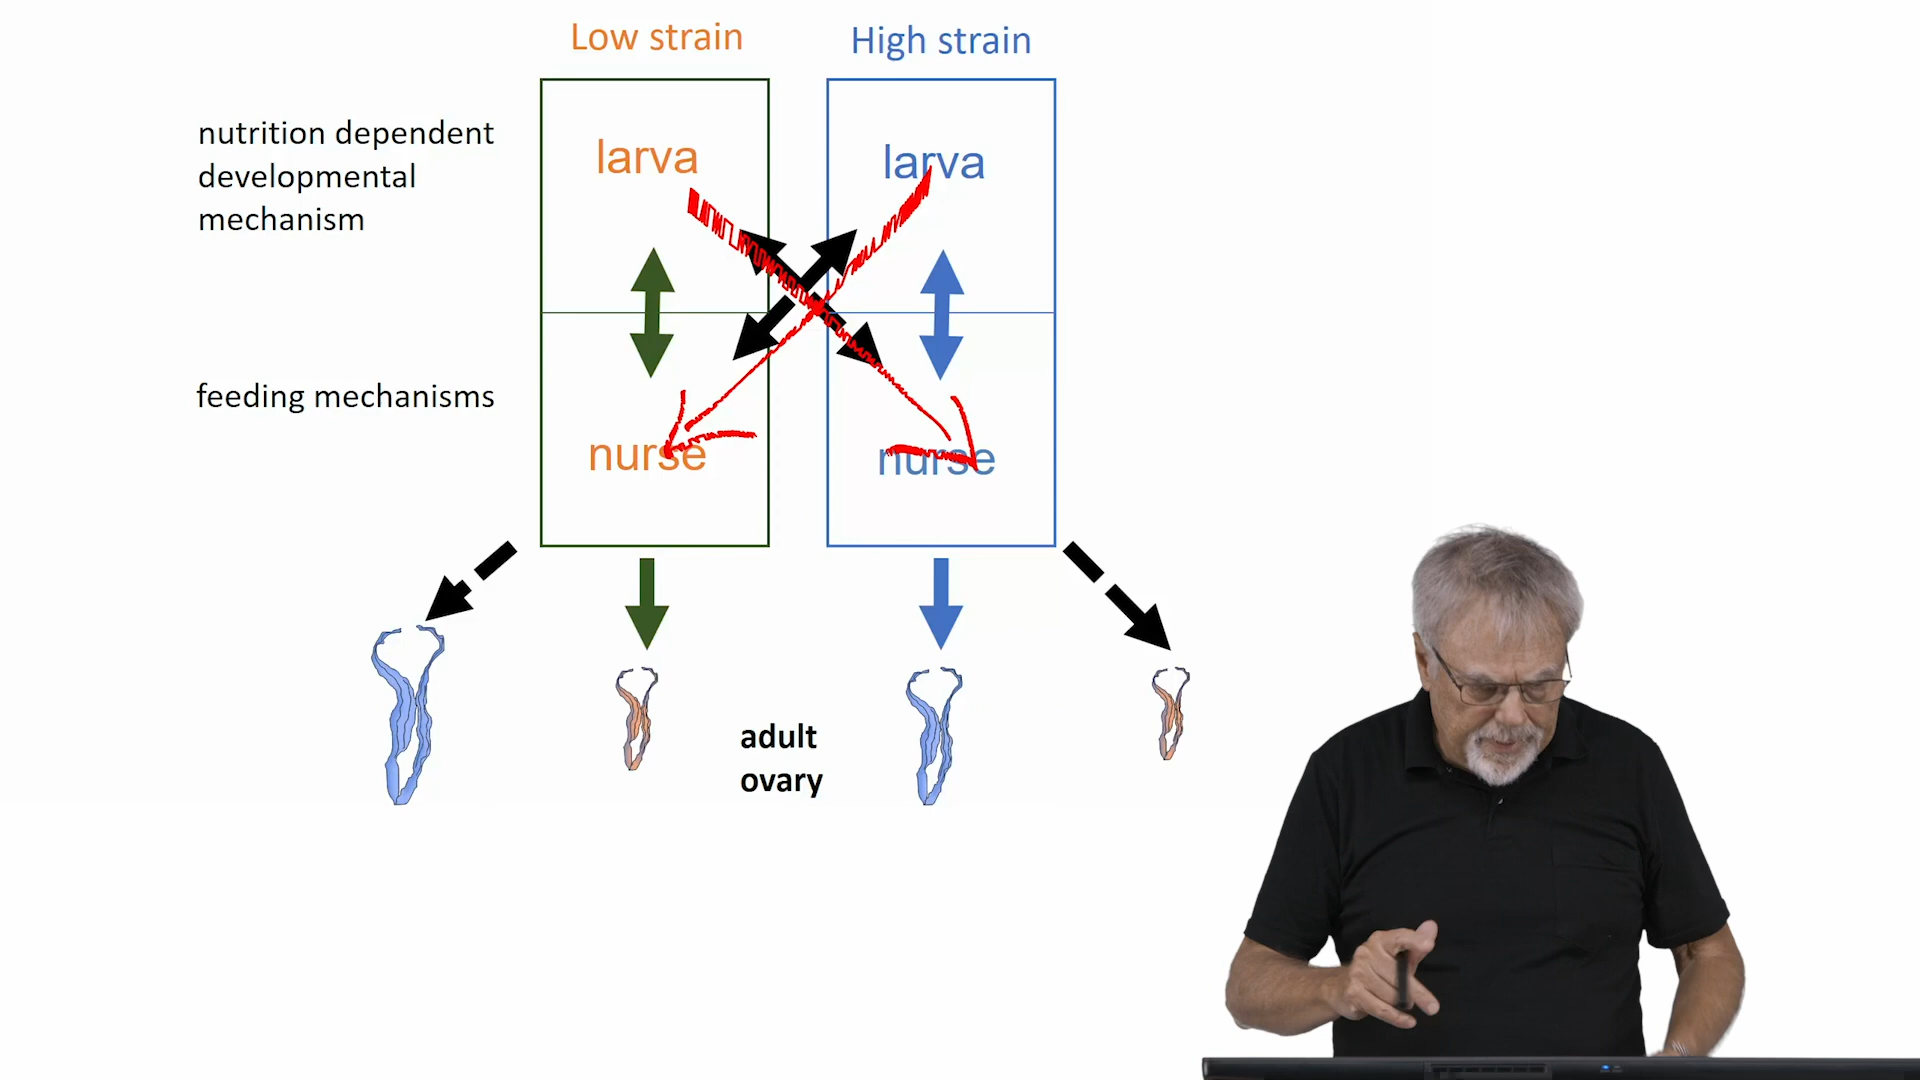 Low strain
High strain
nutrition dependent
developmental
mechanism
larva
larva
feeding mechanisms
nurse
nurse
adult
ovary